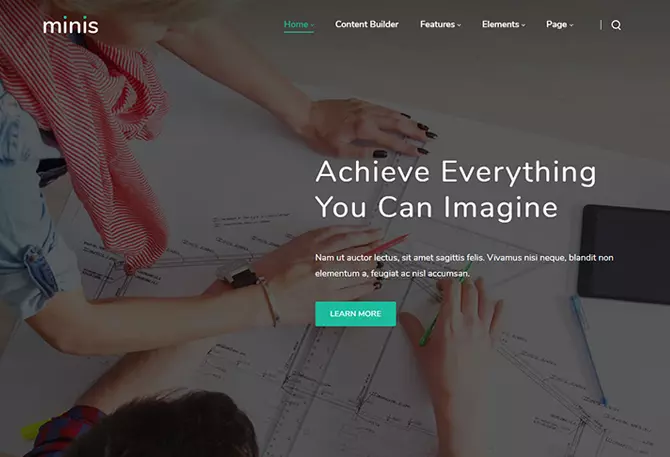 minis
Home
Content Builder
Features
Elements
Page
Achieve Everything
You Can Imagine
Nam ut auctor lectus, sit amet sagittis felis. Vivamus nisi neque, blandit non
elementum a, feugiat ac nisl accumsan.
LEARN MORE